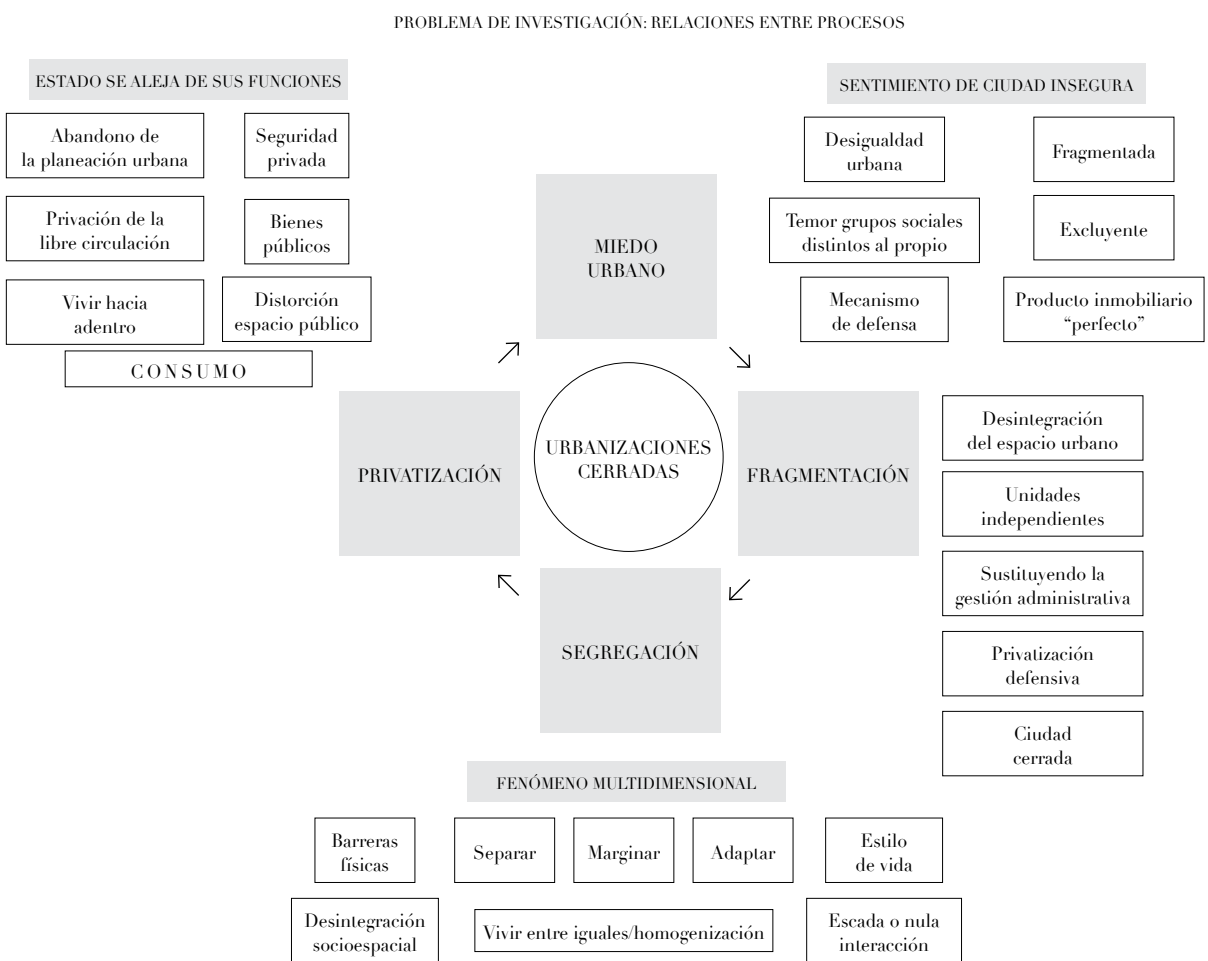 PROBLEMA DE INVESTIGACIÓN: RELACIONES ENTRE PROCESOS
ESTADO SE ALEJA DE SUS FUNCIONES
Abandono de
la planeación urbana
Seguridad
privada
Privación de la
libre circulación
Bienes
públicos
Vivir hacia
adentro
Distorción
espacio público
CONSUMO
SENTIMIENTO DE CIUDAD INSEGURA
Desigualdad
urbana
Fragmentada
Temor grupos sociales
distintos al propio
Excluyente
Mecanismo
de defensa
Producto inmobiliario
“perfecto”
MIEDO
URBANO
PRIVATIZACIÓN
URBANIZACIONES
CERRADAS
FRAGMENTACIÓN
SEGREGACIÓN
Desintegración
del espacio urbano
Unidades
independientes
Sustituyendo la
gestión administrativa
Privatización
defensiva
Ciudad
cerrada
FENÓMENO MULTIDIMENSIONAL
Barreras
físicas
Separar
Marginar
Adaptar
Estilo
de vida
Desintegración
socioespacial
Vivir entre iguales/homogenización
Escada o nula
interacción